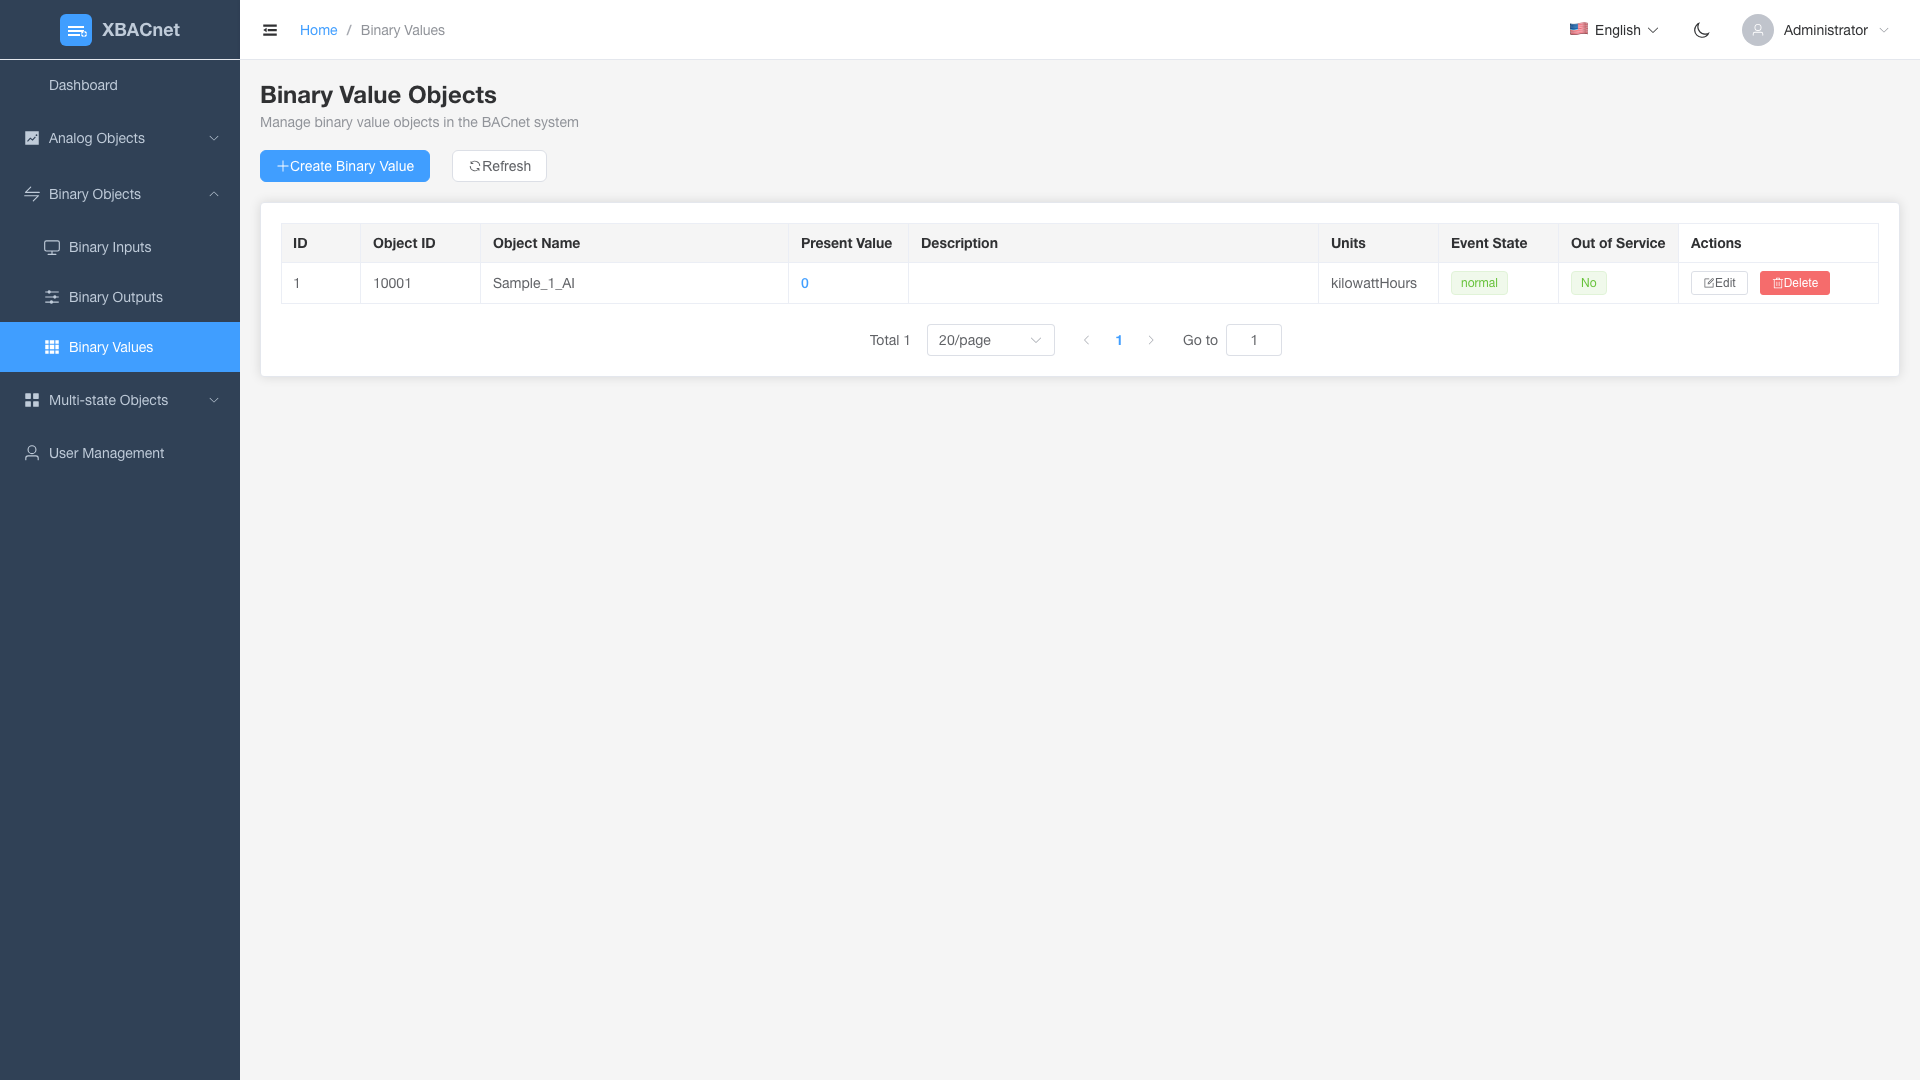 XBACnet
Home / Binary Values
English
Administrator
Dashboard
Analog Objects
Binary Objects
Binary Inputs
Binary Outputs
Binary Values
Multi-state Objects
User Management
Binary Value Objects
Manage binary value objects in the BACnet system
Create Binary Value
Refresh
ID Object ID Object Name Present Value Description Units Event State Out of Service Actions
1 10001 Sample_1_AI 0 kilowattHours normal No Edit Delete
Total 1 20/page 1 Go to 1